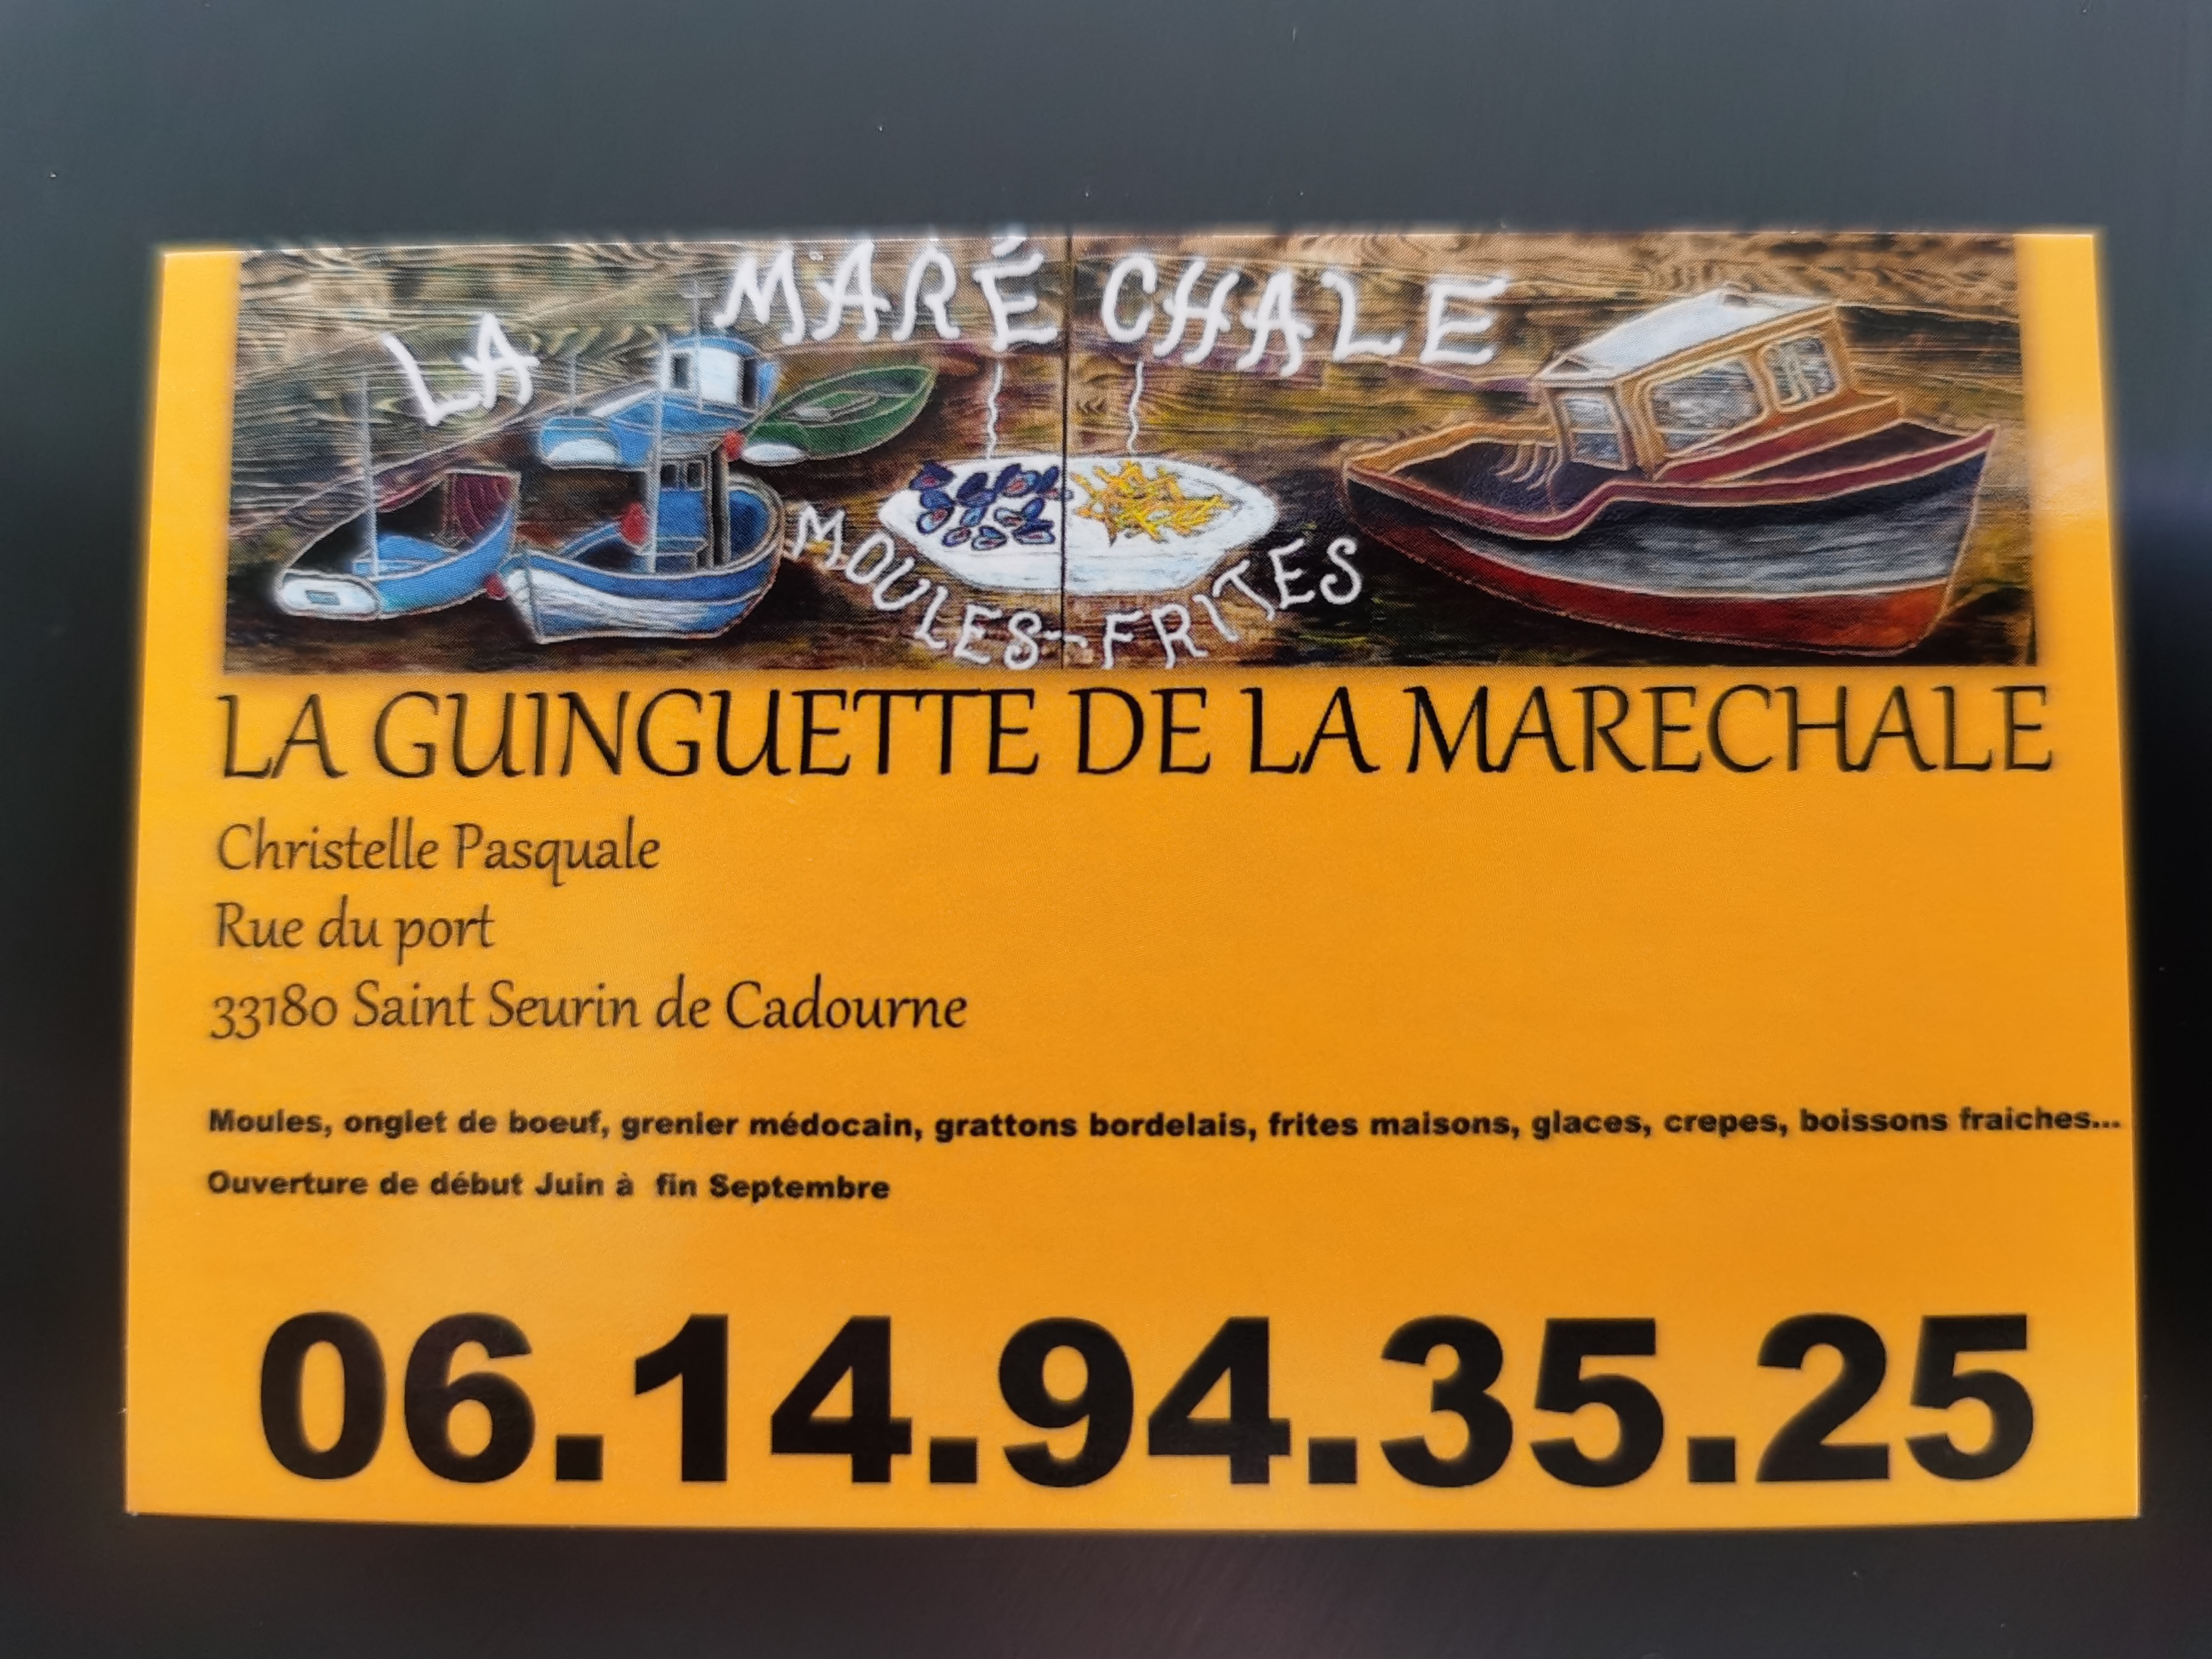 LA MARÉCHALE
MOULES-FRITES
LA GUINGUETTE DE LA MARECHALE
Christelle Pasquale
Rue du port
33180 Saint Seurin de Cadourne
Moules, onglet de boeuf, grenier médocain, grattons bordelais, frites maisons, glaces, crepes, boissons fraiches...
Ouverture de début Juin à fin Septembre
06.14.94.35.25